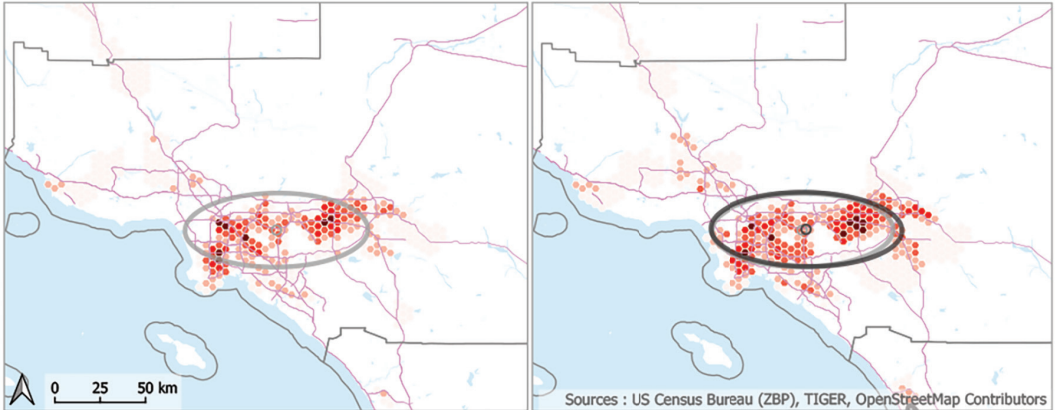 0 25 50 km
Sources : US Census Bureau (ZBP), TIGER, OpenStreetMap Contributors